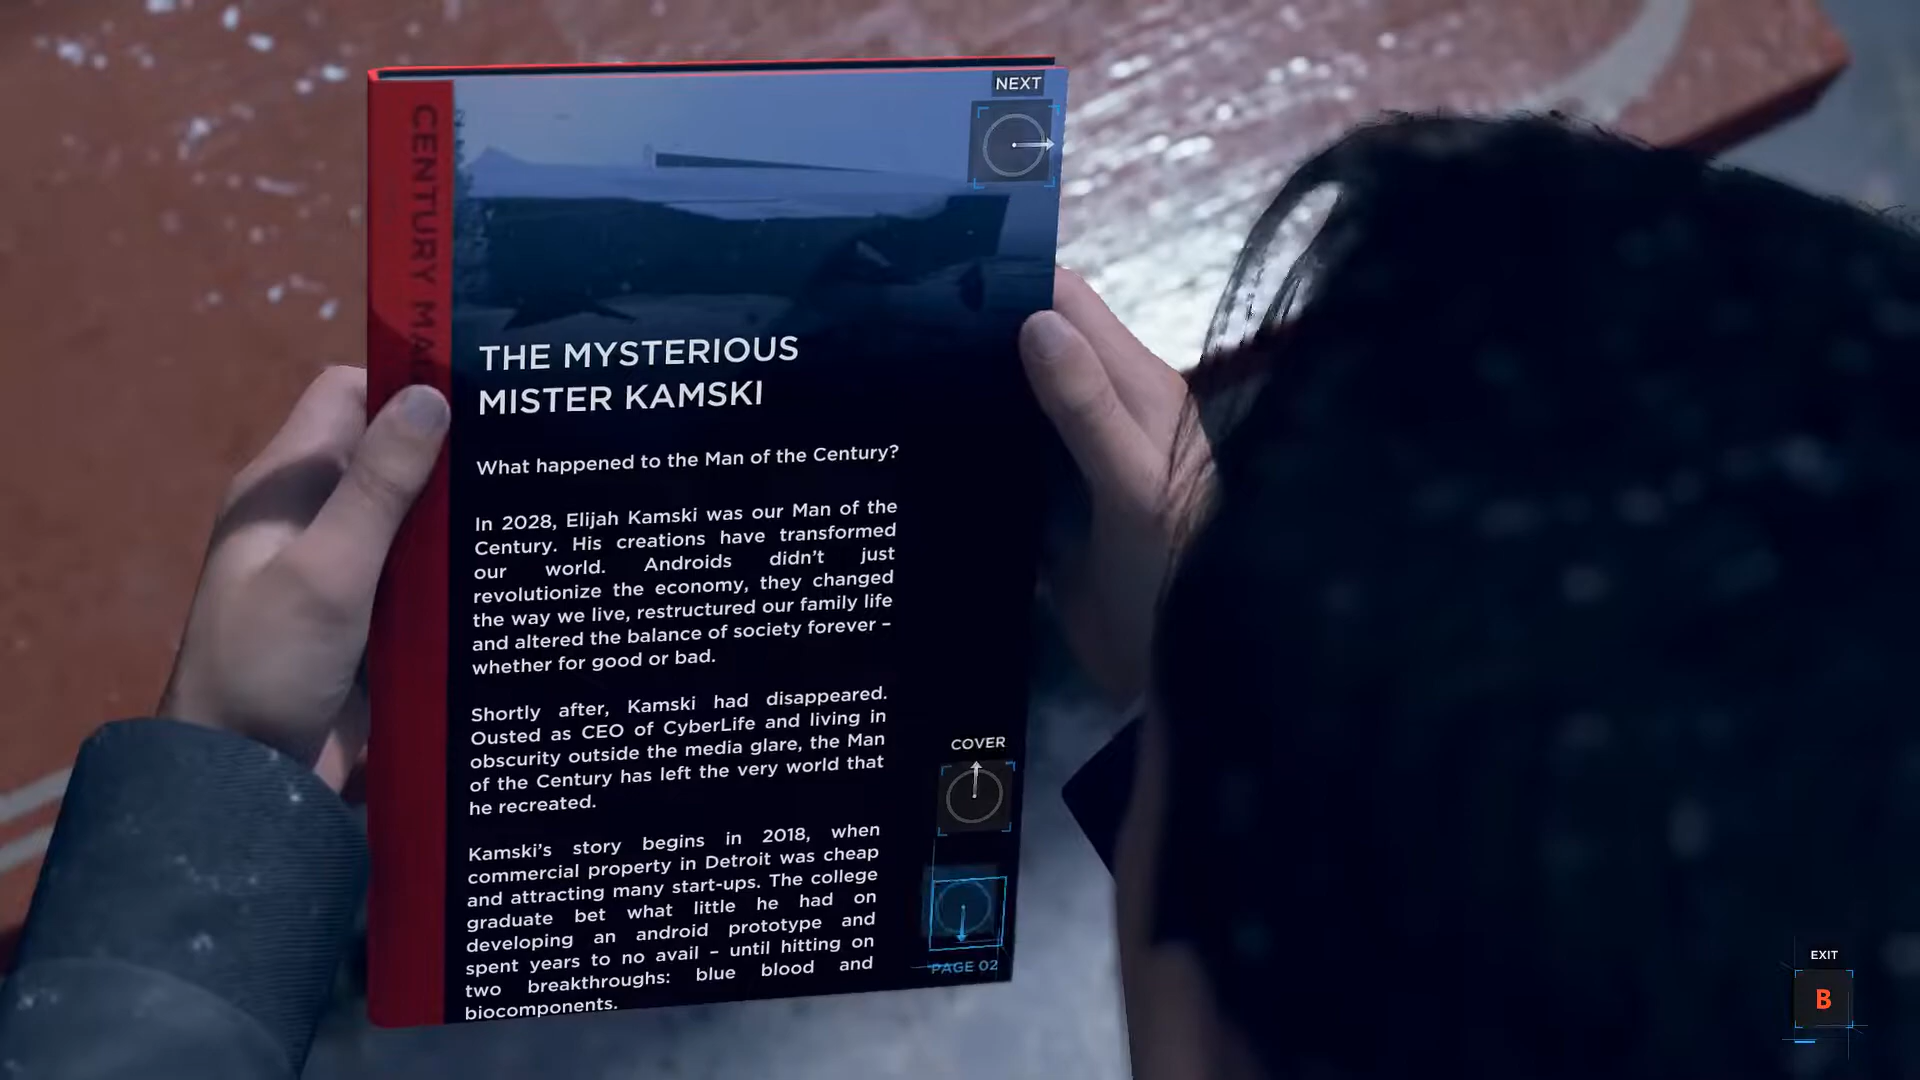 NEXT
CENTURY
THE MYSTERIOUS
MISTER KAMSKI
What happened to the Man of the Century?
In 2028, Elijah Kamski was our Man of the
Century. His creations have transformed
our world. Androids didn't just
revolutionize the economy, they changed
the way we live, restructured our family life
and altered the balance of society forever –
whether for good or bad.
Shortly after, Kamski had disappeared.
Ousted as CEO of CyberLife and living in
obscurity outside the media glare, the Man
of the Century has left the very world that
he recreated.
Kamski's story begins in 2018, when
commercial property in Detroit was cheap
and attracting many start-ups. The college
graduate bet what little he had on
developing an android prototype and
spent years to no avail – until hitting on
two breakthroughs: blue blood and
biocomponents.
COVER
PAGE 02
EXIT
B